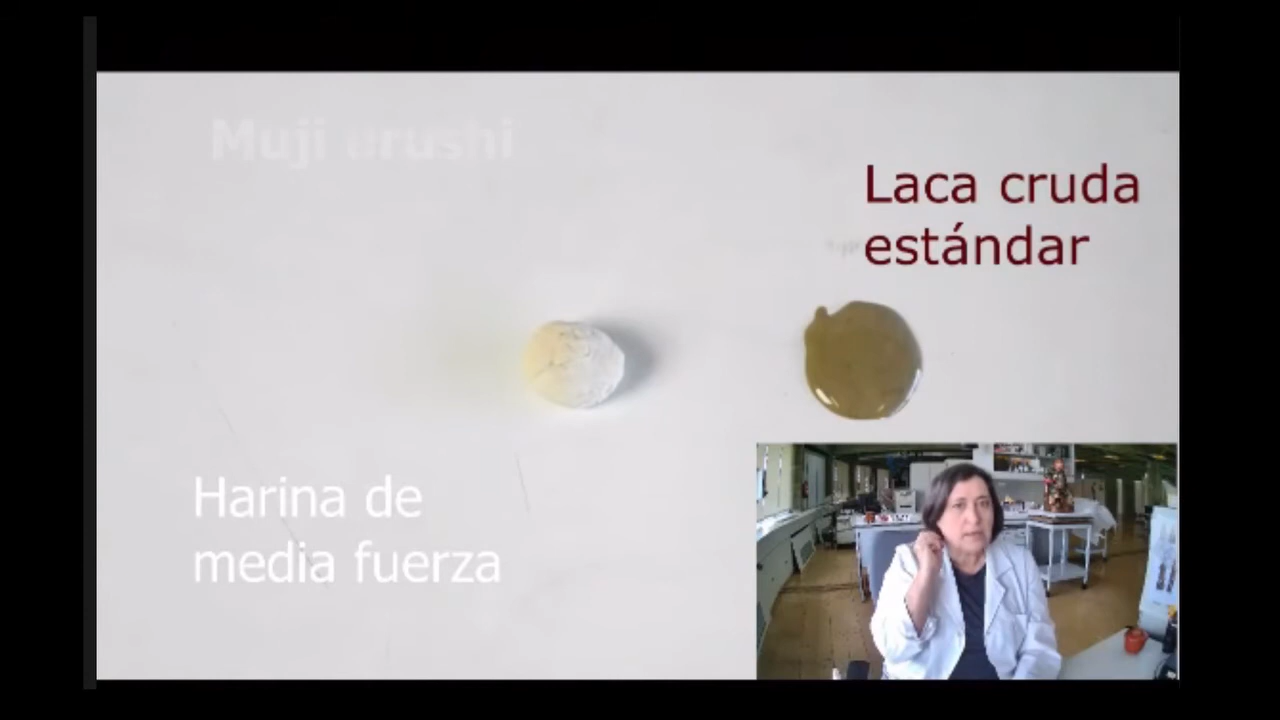 Muji urushi
Laca cruda
estándar
Harina de
media fuerza